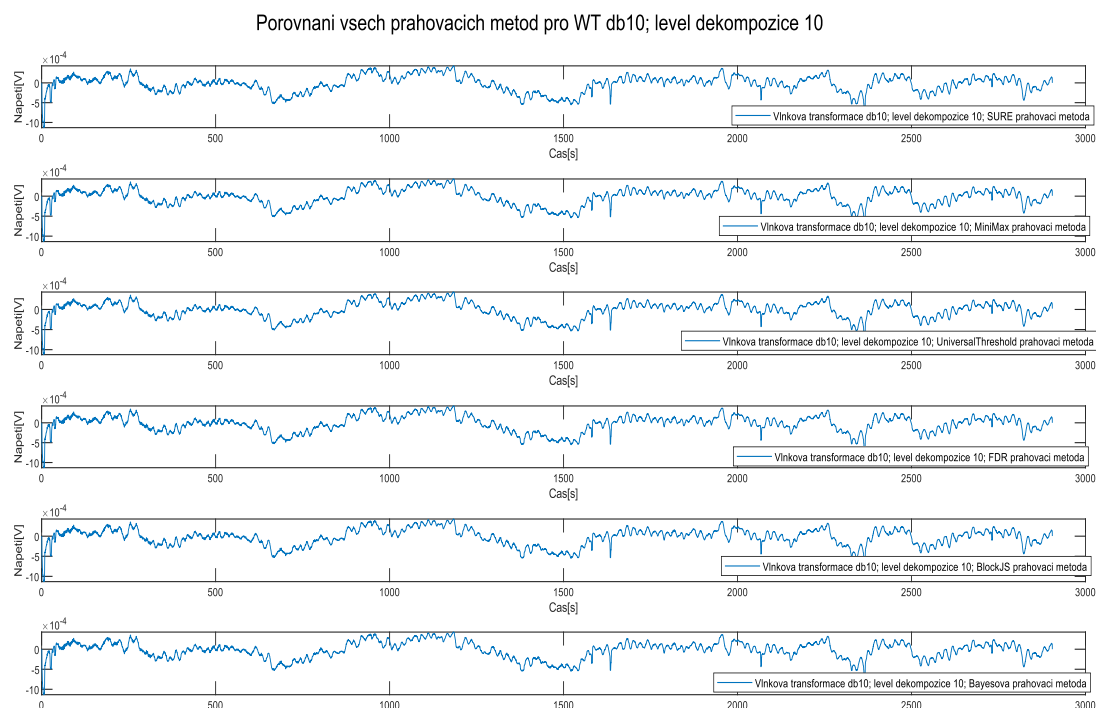 Porovnani vsech prahovacich metod pro WT db10; level dekompozice 10
×10^-4
Napeti[V]
0
-5
-10
0 500 1000 1500 2000 2500 3000
Cas[s]
Vlnkova transformace db10; level dekompozice 10; SURE prahovaci metoda
×10^-4
Napeti[V]
0
-5
-10
0 500 1000 1500 2000 2500 3000
Cas[s]
Vlnkova transformace db10; level dekompozice 10; MiniMax prahovaci metoda
×10^-4
Napeti[V]
0
-5
-10
0 500 1000 1500 2000 2500 3000
Cas[s]
Vlnkova transformace db10; level dekompozice 10; UniversalThreshold prahovaci metoda
×10^-4
Napeti[V]
0
-5
-10
0 500 1000 1500 2000 2500 3000
Cas[s]
Vlnkova transformace db10; level dekompozice 10; FDR prahovaci metoda
×10^-4
Napeti[V]
0
-5
-10
0 500 1000 1500 2000 2500 3000
Cas[s]
Vlnkova transformace db10; level dekompozice 10; BlockJS prahovaci metoda
×10^-4
Napeti[V]
0
-5
-10
0 500 1000 1500 2000 2500 3000
Vlnkova transformace db10; level dekompozice 10; Bayesova prahovaci metoda